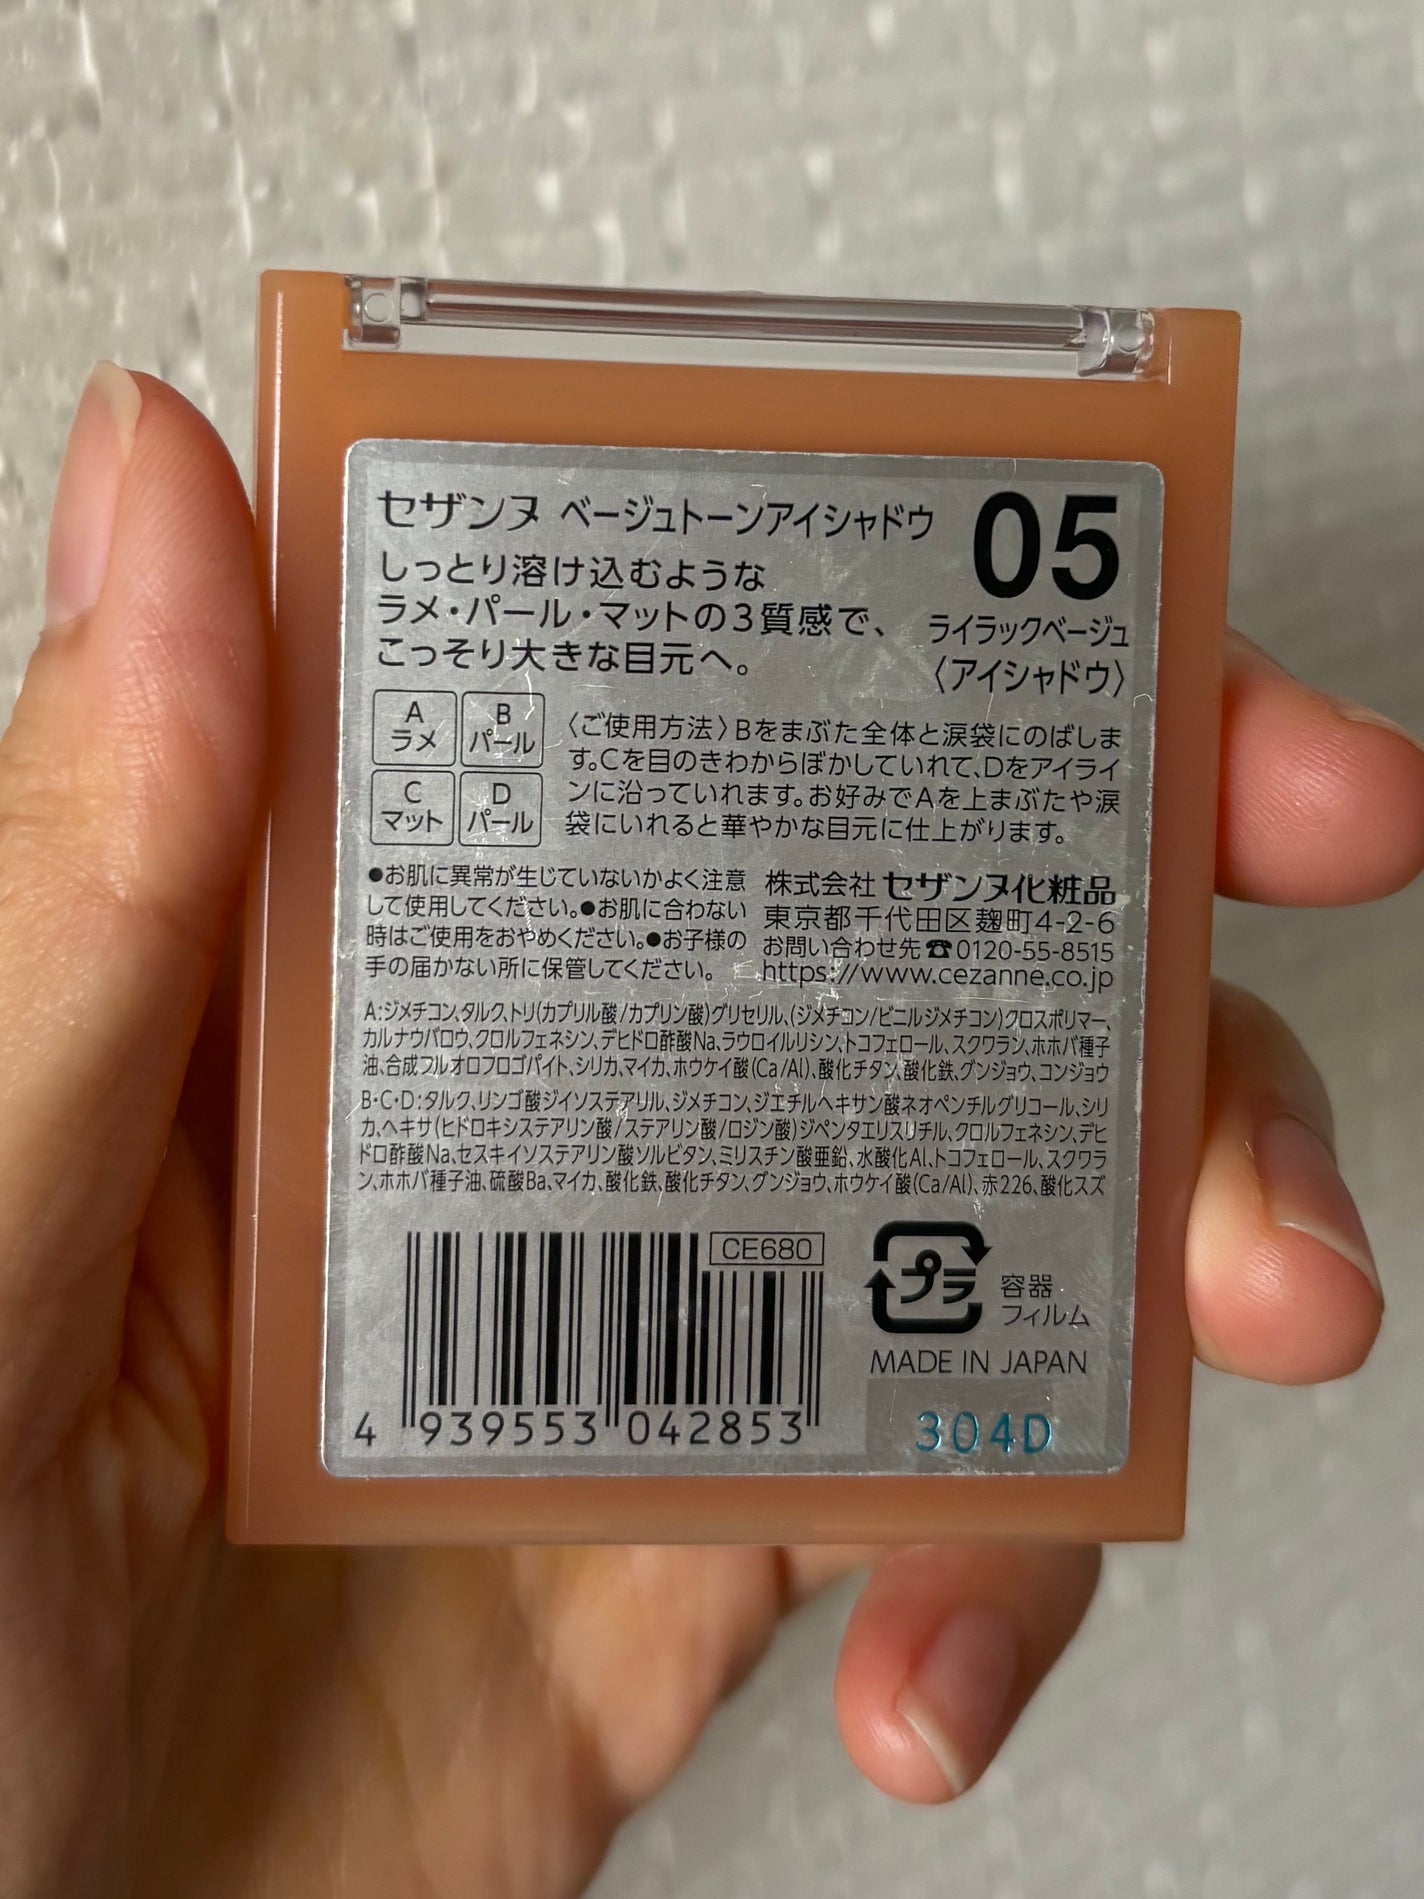 セザンヌ ベージュトーンアイシャドウ
05
ライラックベージュ
〈アイシャドウ〉
しっとり溶け込むような
ラメ・パール・マットの3質感で、
こっそり大きな目元へ。
A
ラメ
B
パール
C
マット
D
パール
〈ご使用方法〉Bをまぶた全体と涙袋にのばしま
す。Cを目のきわからぼかしていれて、Dをアイライ
ンに沿っていれます。お好みでAを上まぶたや涙
袋にいれると華やかな目元に仕上がります。
●お肌に異常が生じていないかよく注意
して使用してください。●お肌に合わない
時はご使用をおやめください。●お子様の
手の届かない所に保管してください。
株式会社 セザンヌ化粧品
東京都千代田区麹町4-2-6
お問い合わせ先☎0120-55-8515
https://www.cezanne.co.jp
A:ジメチコン、タルク、トリ(カプリル酸/カプリン酸)グリセリル、(ジメチコン/ビニルジメチコン)クロスポリマー、
カルナウバロウ、クロルフェネシン、デヒドロ酢酸Na、ラウロイルリシン、トコフェロール、スクワラン、ホホバ種子
油、合成フルオロフロゴパイト、シリカ、マイカ、ホウケイ酸(Ca/Al)、酸化チタン、酸化鉄、グンジョウ、コンジョウ
B・C・D:タルク、リンゴ酸ジイソステアリル、ジメチコン、ジエチルヘキサン酸ネオペンチルグリコール、シリ
カ、ヘキサ(ヒドロキシステアリン酸/ステアリン酸/ロジン酸)ジペンタエリスリチル、クロルフェネシン、デヒ
ドロ酢酸Na、セスキイソステアリン酸ソルビタン、ミリスチン酸亜鉛、水酸化Al、トコフェロール、スクワラ
ン、ホホバ種子油、硫酸Ba、マイカ、酸化鉄、酸化チタン、グンジョウ、ホウケイ酸(Ca/Al)、赤226、酸化スズ
CE680
4 939553 042853
プラ
容器
フィルム
MADE IN JAPAN
304D